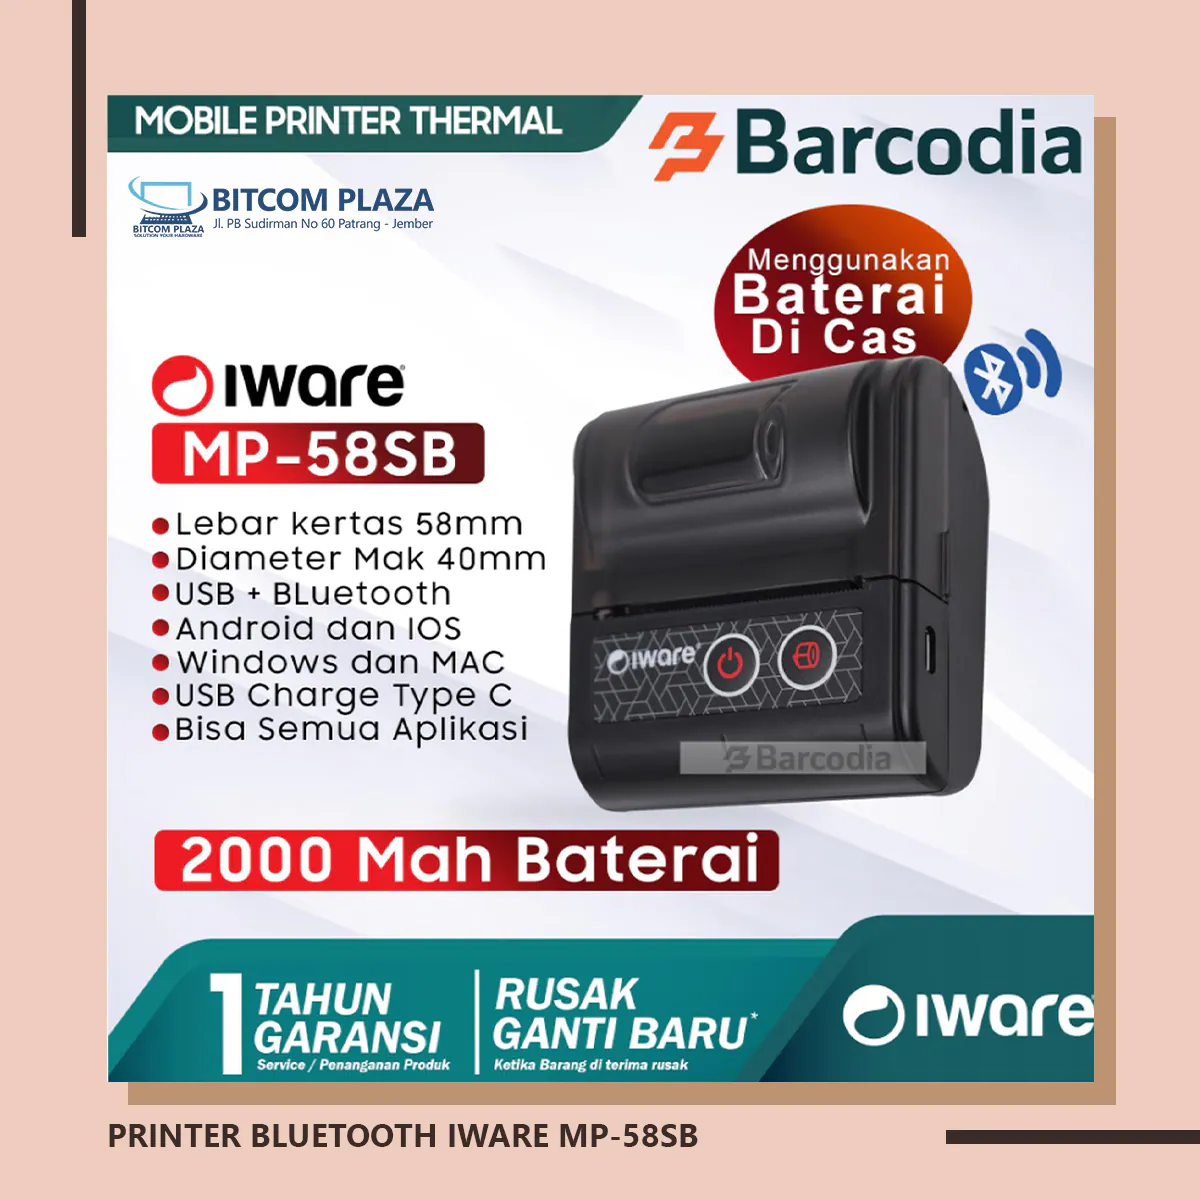 MOBILE PRINTER THERMAL
Barcodia
BITCOM PLAZA
Jl. PB Sudirman No 60 Patrang - Jember
BITCOM PLAZA
SOLUTION YOUR HARDWARE
Menggunakan
Baterai
Di Cas
IWARe
MP-58SB
Lebar kertas 58mm
Diameter Mak 40mm
USB + BLuetooth
Android dan IOS
Windows dan MAC
USB Charge Type C
Bisa Semua Aplikasi
IWARe
Barcodia
2000 Mah Baterai
1 TAHUN
GARANSI
Service / Penanganan Produk
RUSAK
GANTI BARU*
Ketika Barang di terima rusak
IWARe
PRINTER BLUETOOTH IWARE MP-58SB